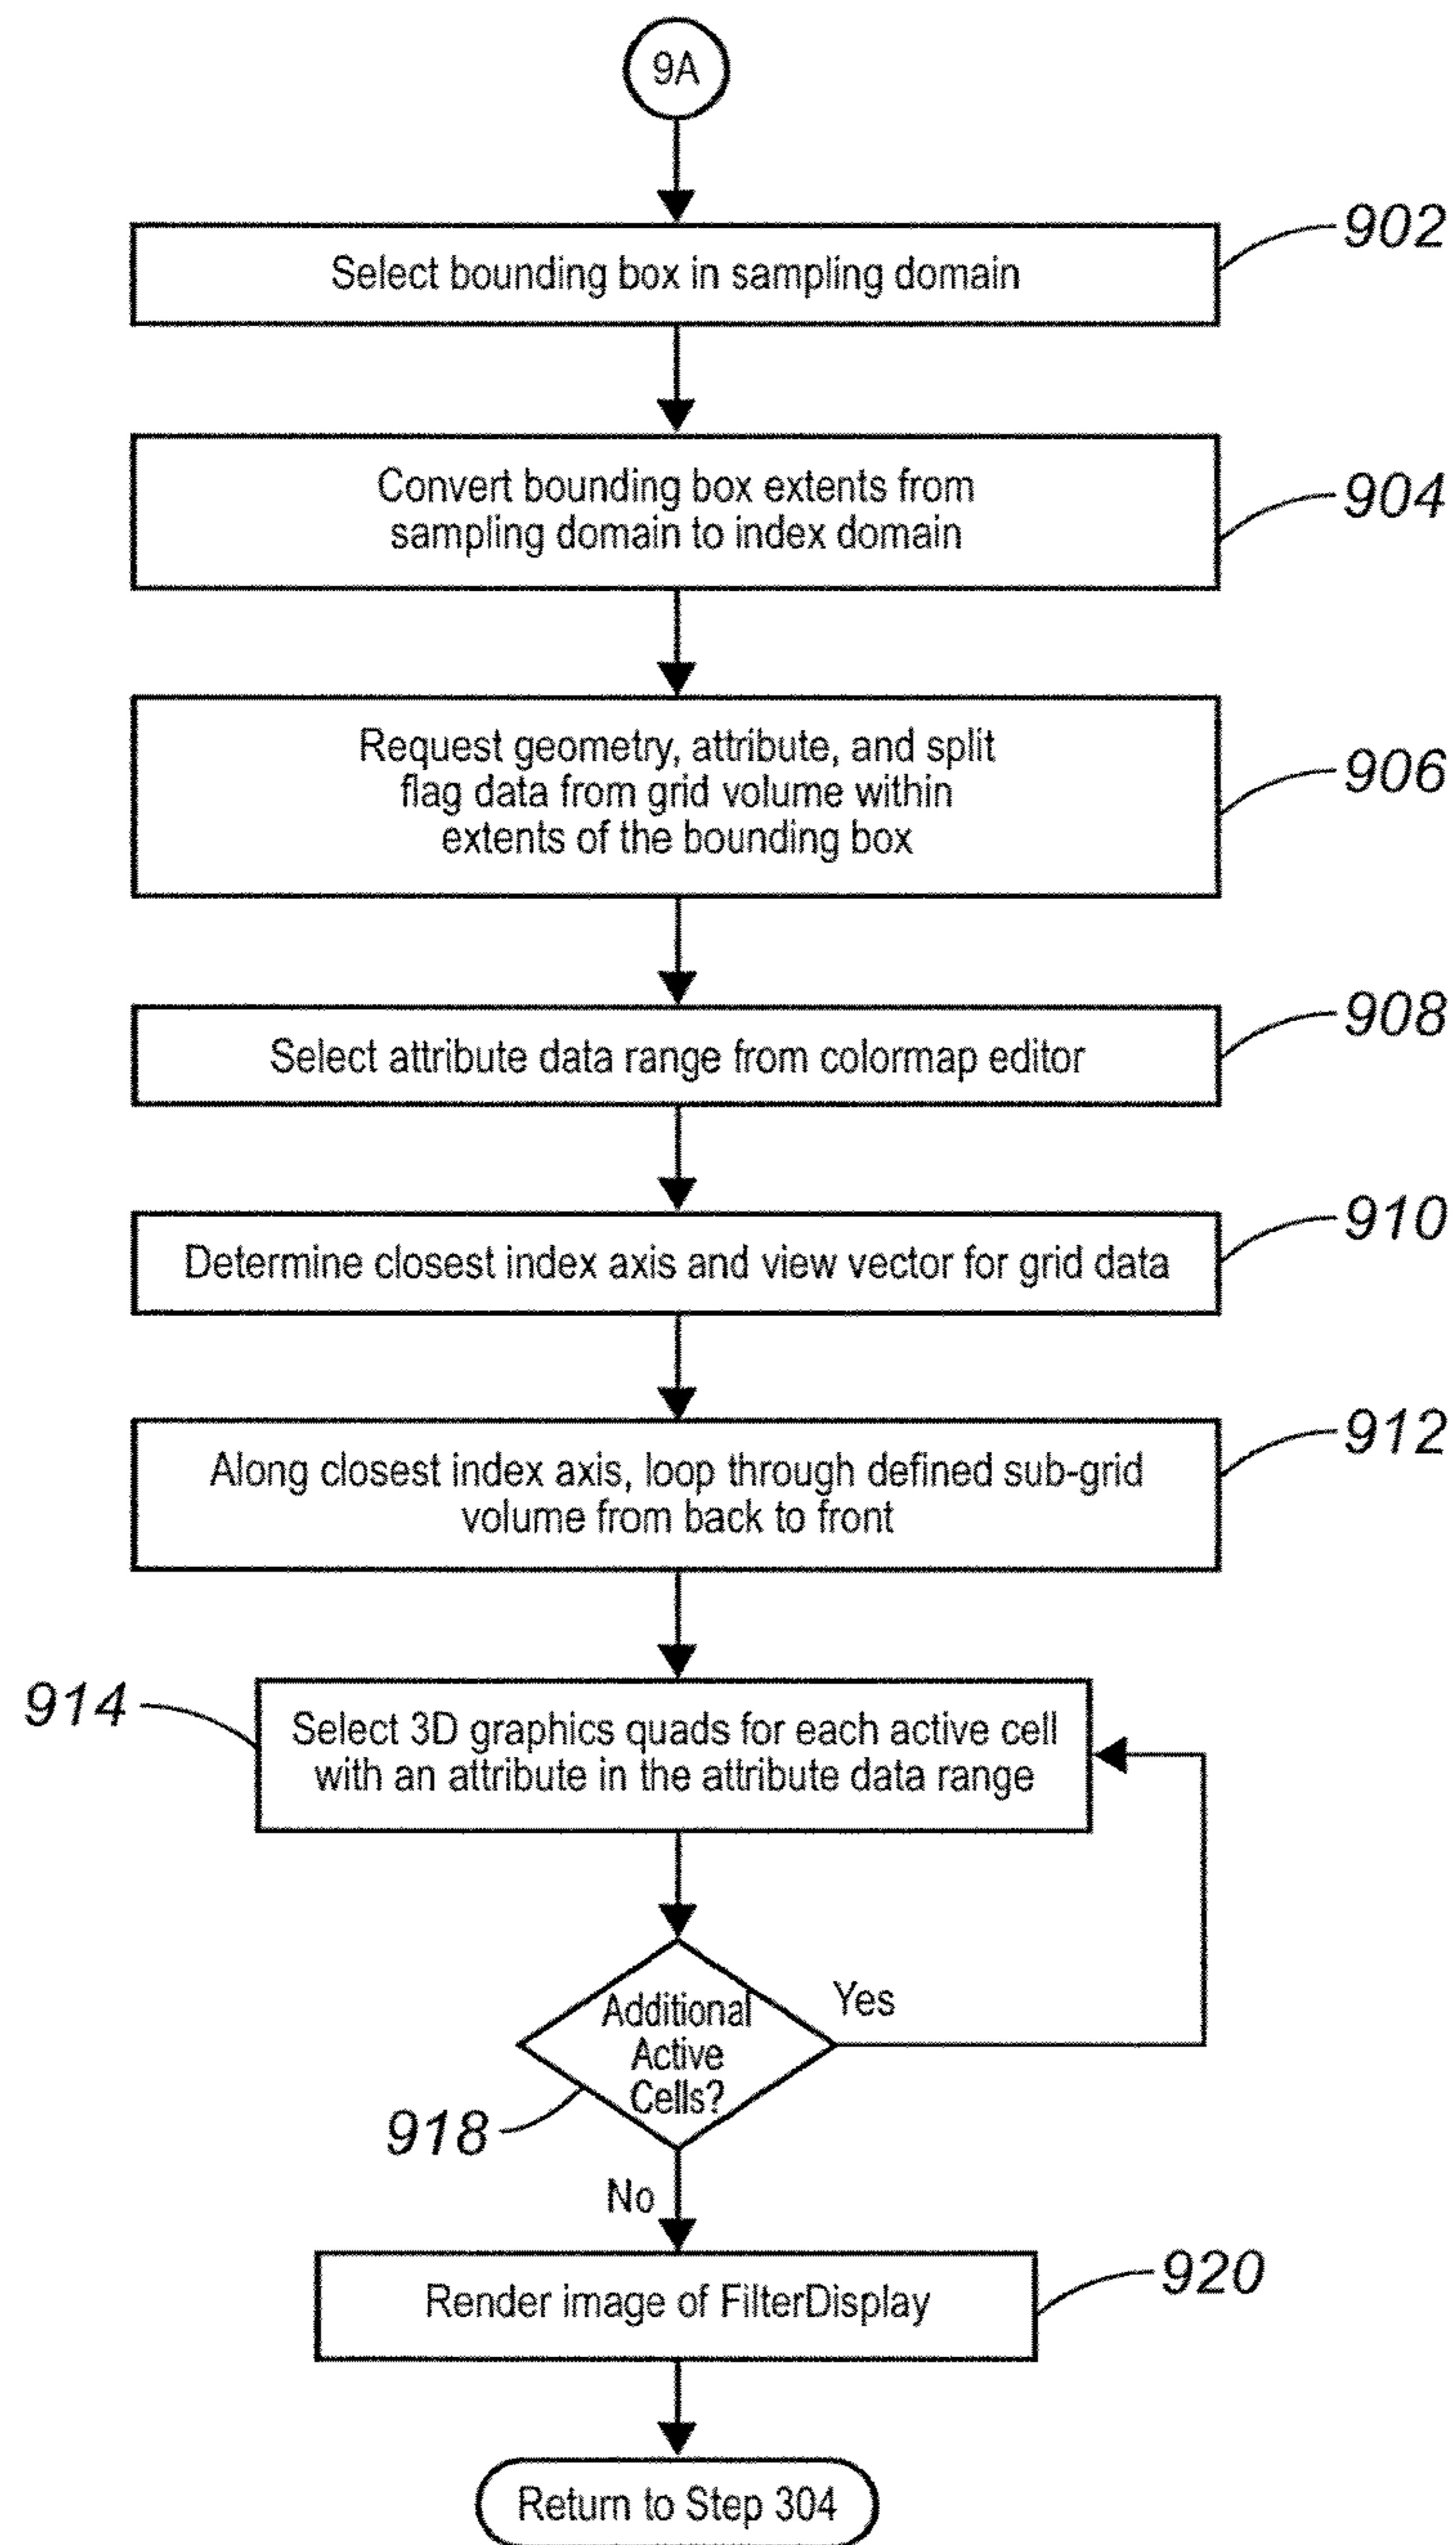 9A
902
Select bounding box in sampling domain
904
Convert bounding box extents from
sampling domain to index domain
906
Request geometry, attribute, and split
flag data from grid volume within
extents of the bounding box
908
Select attribute data range from colormap editor
910
Determine closest index axis and view vector for grid data
912
Along closest index axis, loop through defined sub-grid
volume from back to front
914
Select 3D graphics quads for each active cell
with an attribute in the attribute data range
Additional
Active
Cells?
Yes
918
No
920
Render image of FilterDisplay
Return to Step 304